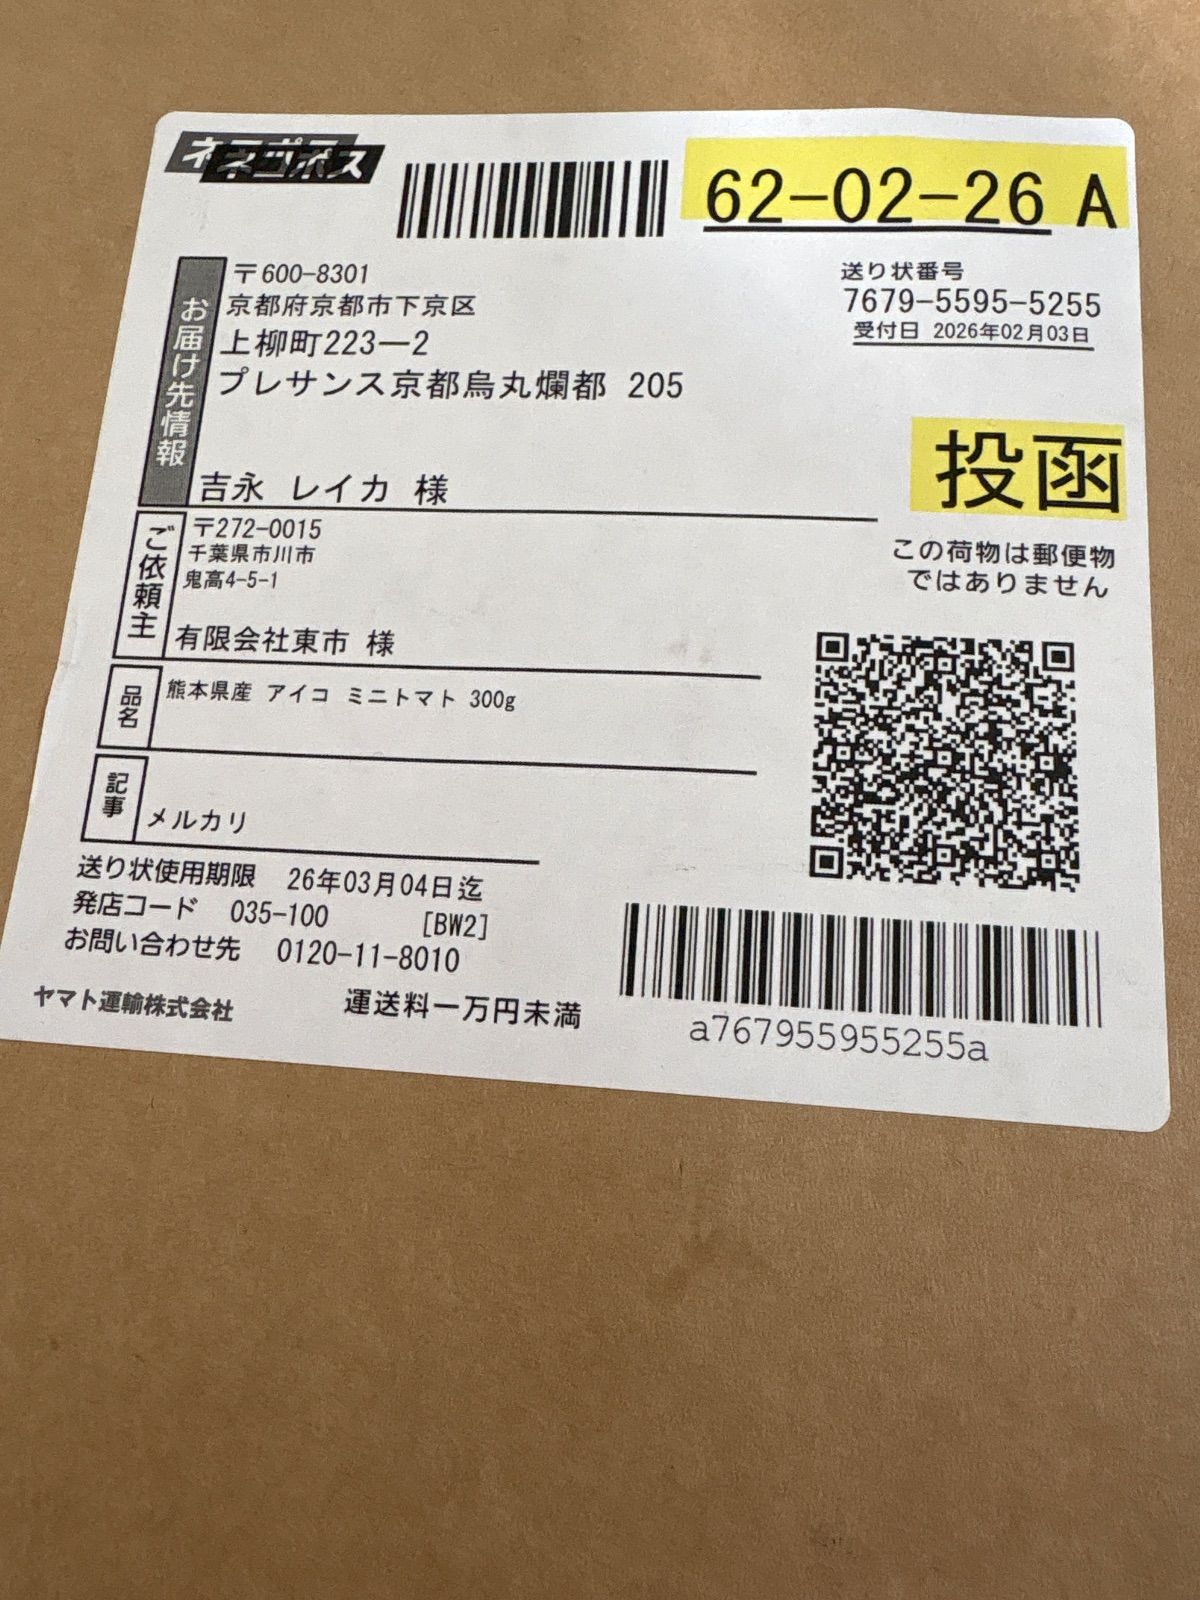 ネコポス
62-02-26 A
お届け先情報
〒600-8301
京都府京都市下京区
上柳町223ー2
プレサンス京都烏丸爛都 205
吉永 レイカ 様
送り状番号
7679-5595-5255
受付日 2026年02月03日
投函
この荷物は郵便物
ではありません
ご依頼主
〒272-0015
千葉県市川市
鬼高4-5-1
有限会社東市 様
品名
熊本県産 アイコ ミニトマト 300g
記事
メルカリ
送り状使用期限 26年03月04日迄
発店コード 035-100 [BW2]
お問い合わせ先 0120-11-8010
ヤマト運輸株式会社
運送料一万円未満
a767955955255a